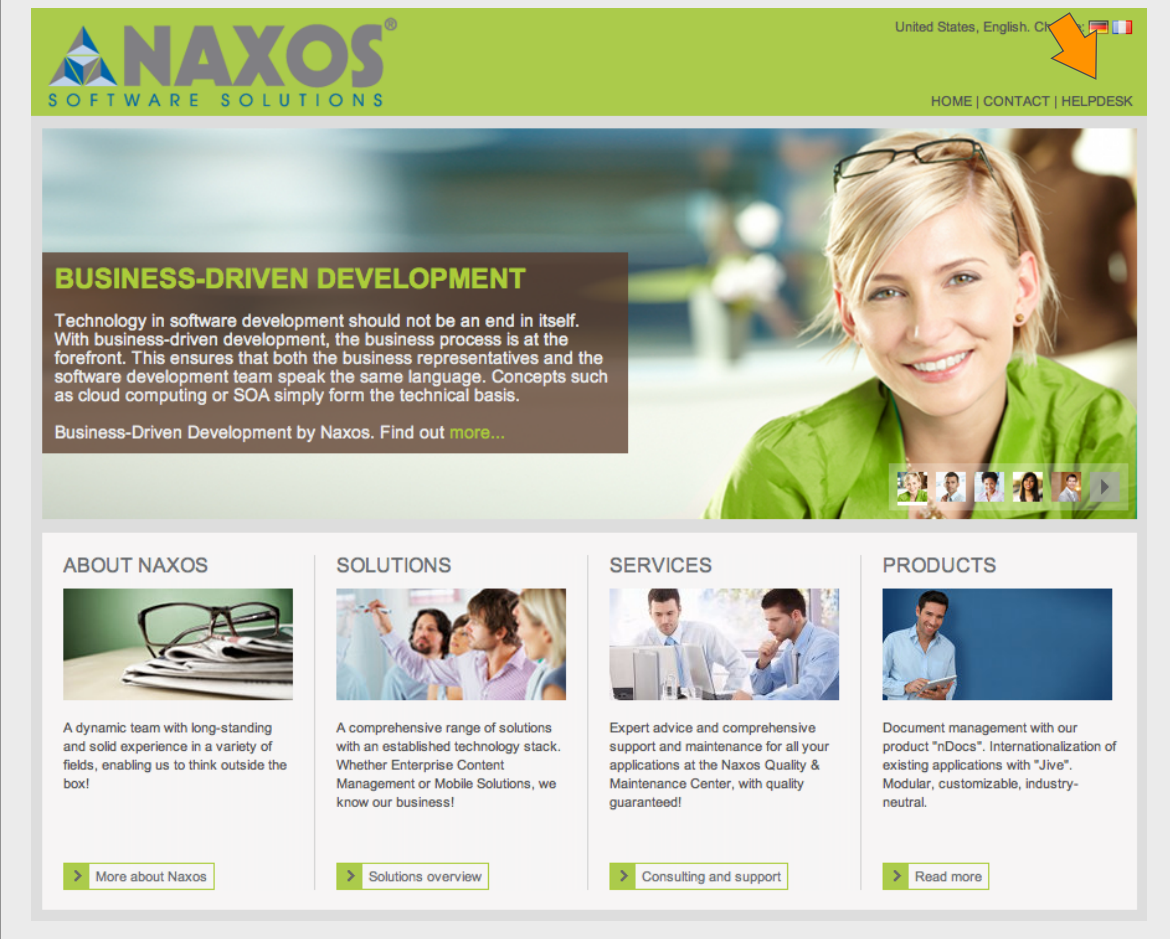 NAXOS®
SOFTWARE SOLUTIONS
United States, English.
HOME | CONTACT | HELPDESK
BUSINESS-DRIVEN DEVELOPMENT
Technology in software development should not be an end in itself.
With business-driven development, the business process is at the
forefront. This ensures that both the business representatives and the
software development team speak the same language. Concepts such
as cloud computing or SOA simply form the technical basis.
Business-Driven Development by Naxos. Find out more...
ABOUT NAXOS
A dynamic team with long-standing
and solid experience in a variety of
fields, enabling us to think outside the
box!
More about Naxos
SOLUTIONS
A comprehensive range of solutions
with an established technology stack.
Whether Enterprise Content
Management or Mobile Solutions, we
know our business!
Solutions overview
SERVICES
Expert advice and comprehensive
support and maintenance for all your
applications at the Naxos Quality &
Maintenance Center, with quality
guaranteed!
Consulting and support
PRODUCTS
Document management with our
product "nDocs". Internationalization of
existing applications with "Jive".
Modular, customizable, industry-
neutral.
Read more